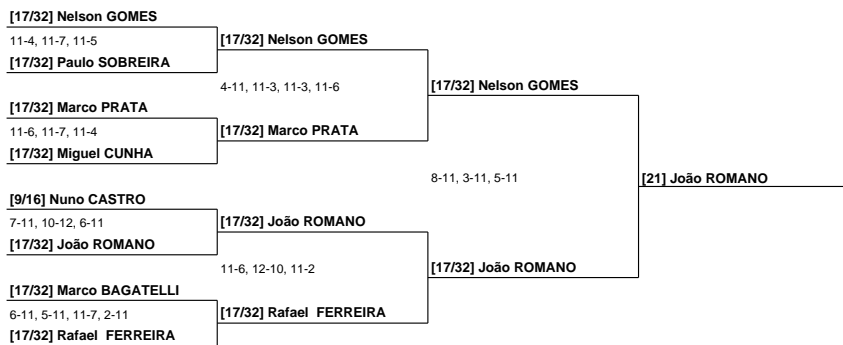 [17/32] Nelson GOMES
11-4, 11-7, 11-5
[17/32] Nelson GOMES
[17/32] Paulo SOBREIRA
4-11, 11-3, 11-3, 11-6
[17/32] Nelson GOMES
[17/32] Marco PRATA
11-6, 11-7, 11-4
[17/32] Marco PRATA
[17/32] Miguel CUNHA
8-11, 3-11, 5-11
[21] João ROMANO
[9/16] Nuno CASTRO
7-11, 10-12, 6-11
[17/32] João ROMANO
[17/32] João ROMANO
11-6, 12-10, 11-2
[17/32] João ROMANO
[17/32] Marco BAGATELLI
6-11, 5-11, 11-7, 2-11
[17/32] Rafael FERREIRA
[17/32] Rafael FERREIRA